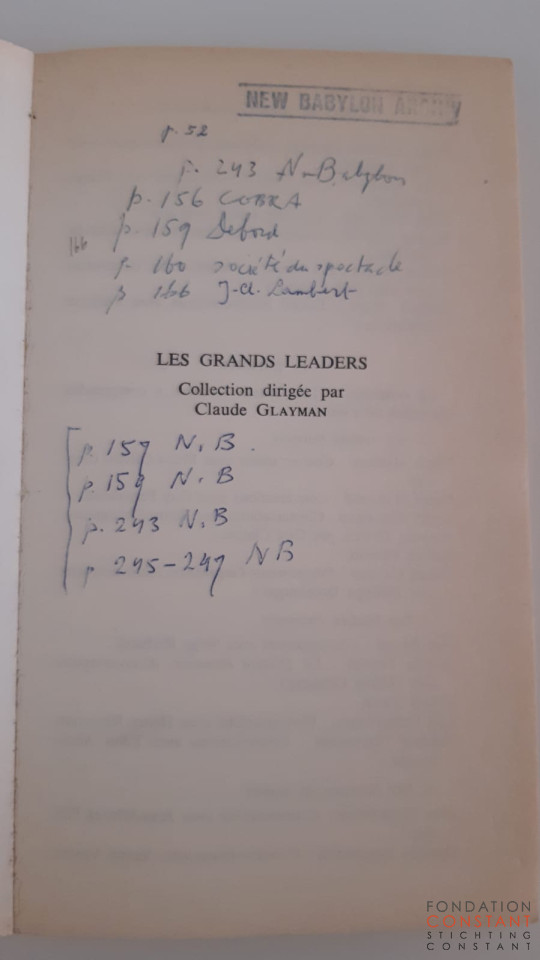 NEW BABYLON
p. 52
p. 243 N-Babylon
p. 156 COBRA
p. 159 Debord
166
p. 160 société du spectacle
p 166 J-Cl. Lambert
LES GRANDS LEADERS
Collection dirigée par
Claude GLAYMAN
p. 157 N.B.
p. 159 N.B
p. 243 N.B
p 245-247 NB
FONDATION
CONSTANT
STICHTING
CONSTANT